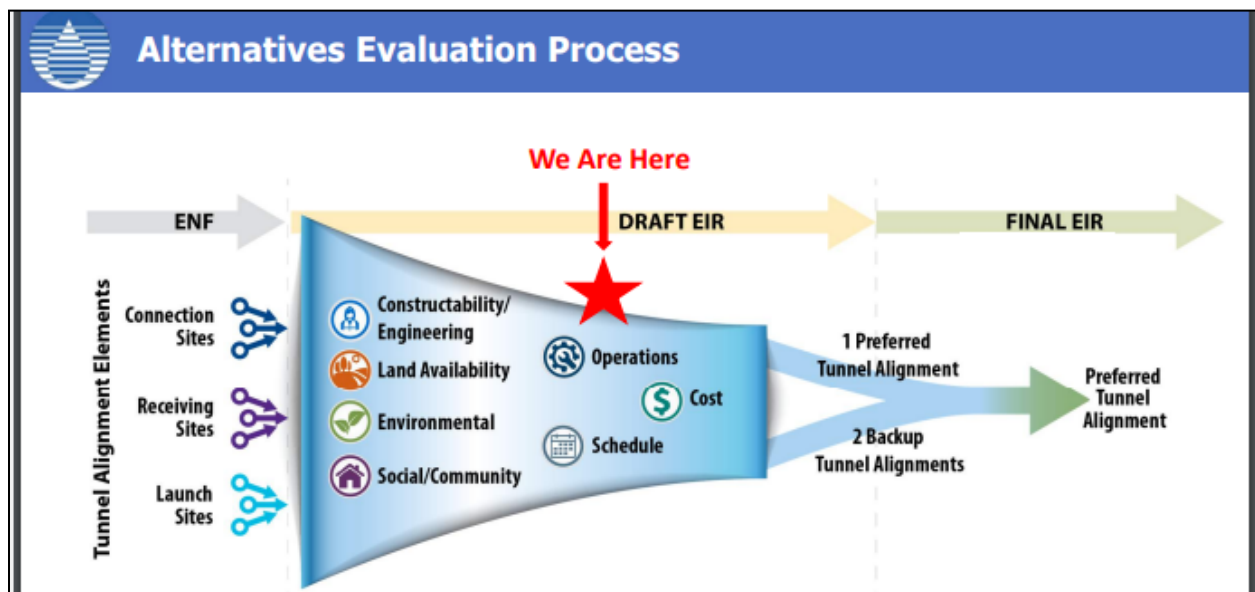 Alternatives Evaluation Process
We Are Here
ENF
DRAFT EIR
FINAL EIR
Tunnel Alignment Elements
Connection
Sites
Receiving
Sites
Launch
Sites
Constructability/
Engineering
Land Availability
Environmental
Social/Community
Operations
$ Cost
Schedule
1 Preferred
Tunnel Alignment
2 Backup
Tunnel Alignments
Preferred
Tunnel
Alignment